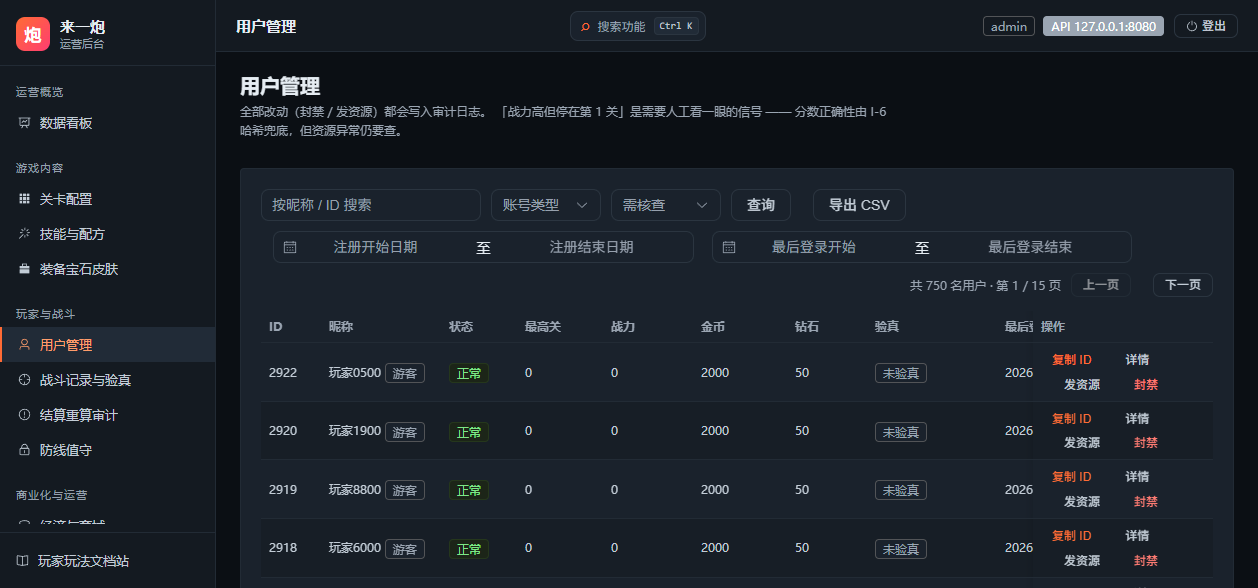 炮 来一炮
运营后台
用户管理 搜索功能 Ctrl K admin API 127.0.0.1:8080 登出
运营概览
数据看板
游戏内容
关卡配置
技能与配方
装备宝石皮肤
玩家与战斗
用户管理
战斗记录与验真
结算重算审计
防线值守
商业化与运营
玩家玩法文档站
用户管理
全部改动（封禁 / 发资源）都会写入审计日志。「战力高但停在第 1 关」是需要人工看一眼的信号 —— 分数正确性由 I-6
哈希兜底，但资源异常仍要查。
按昵称 / ID 搜索 账号类型 需核查 查询 导出 CSV
注册开始日期 至 注册结束日期 最后登录开始 至 最后登录结束
共 750 名用户 · 第 1 / 15 页 上一页 下一页
ID 昵称 状态 最高关 战力 金币 钻石 验真 最后 操作
2922 玩家0500 游客 正常 0 0 2000 50 未验真 2026 复制 ID 详情
发资源 封禁
2920 玩家1900 游客 正常 0 0 2000 50 未验真 2026 复制 ID 详情
发资源 封禁
2919 玩家8800 游客 正常 0 0 2000 50 未验真 2026 复制 ID 详情
发资源 封禁
2918 玩家6000 游客 正常 0 0 2000 50 未验真 2026 复制 ID 详情
发资源 封禁